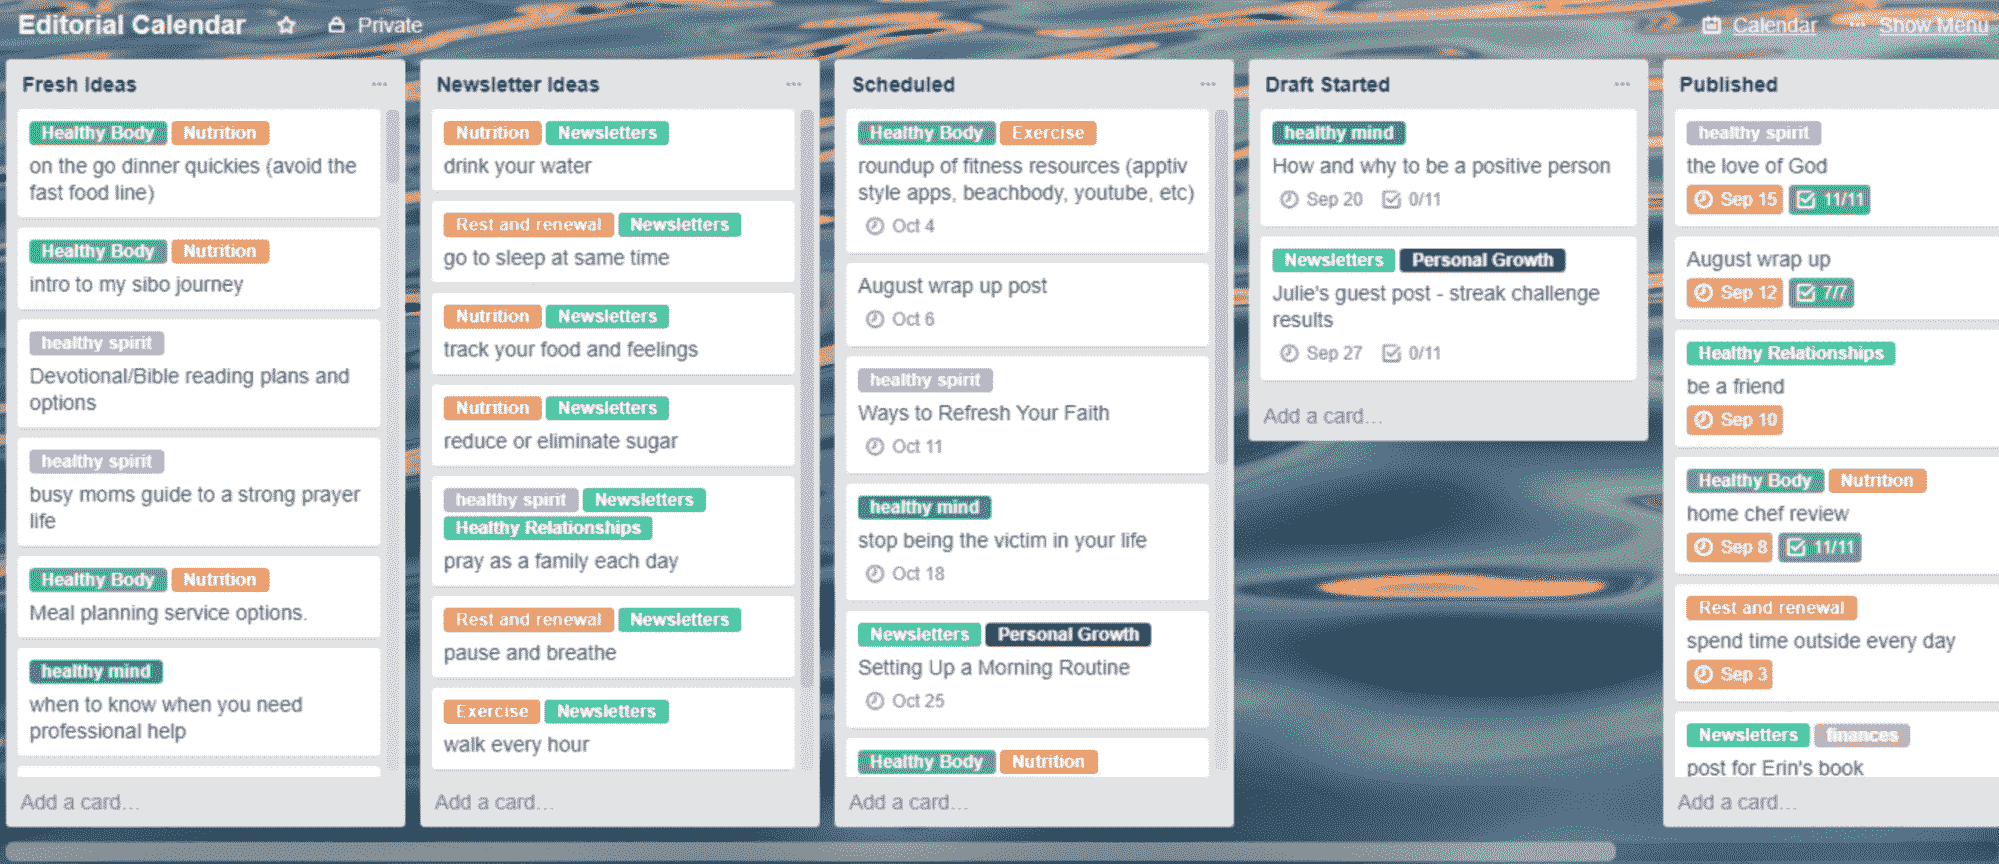 Editorial Calendar
Private
Calendar
... Show Menu
Fresh Ideas
...
Healthy Body Nutrition
on the go dinner quickies (avoid the
fast food line)
Healthy Body Nutrition
intro to my sibo journey
healthy spirit
Devotional/Bible reading plans and
options
healthy spirit
busy moms guide to a strong prayer
life
Healthy Body Nutrition
Meal planning service options.
healthy mind
when to know when you need
professional help
Add a card...
Newsletter Ideas
...
Nutrition Newsletters
drink your water
Rest and renewal Newsletters
go to sleep at same time
Nutrition Newsletters
track your food and feelings
Nutrition Newsletters
reduce or eliminate sugar
healthy spirit Newsletters
Healthy Relationships
pray as a family each day
Rest and renewal Newsletters
pause and breathe
Exercise Newsletters
walk every hour
Add a card...
Scheduled
...
Healthy Body Exercise
roundup of fitness resources (apptiv
style apps, beachbody, youtube, etc)
Oct 4
August wrap up post
Oct 6
healthy spirit
Ways to Refresh Your Faith
Oct 11
healthy mind
stop being the victim in your life
Oct 18
Newsletters Personal Growth
Setting Up a Morning Routine
Oct 25
Healthy Body Nutrition
Add a card...
Draft Started
...
healthy mind
How and why to be a positive person
Sep 20 0/11
Newsletters Personal Growth
Julie's guest post - streak challenge
results
Sep 27 0/11
Add a card...
Published
healthy spirit
the love of God
Sep 15 11/11
August wrap up
Sep 12 7/7
Healthy Relationships
be a friend
Sep 10
Healthy Body Nutrition
home chef review
Sep 8 11/11
Rest and renewal
spend time outside every day
Sep 3
Newsletters finances
post for Erin's book
Add a card...